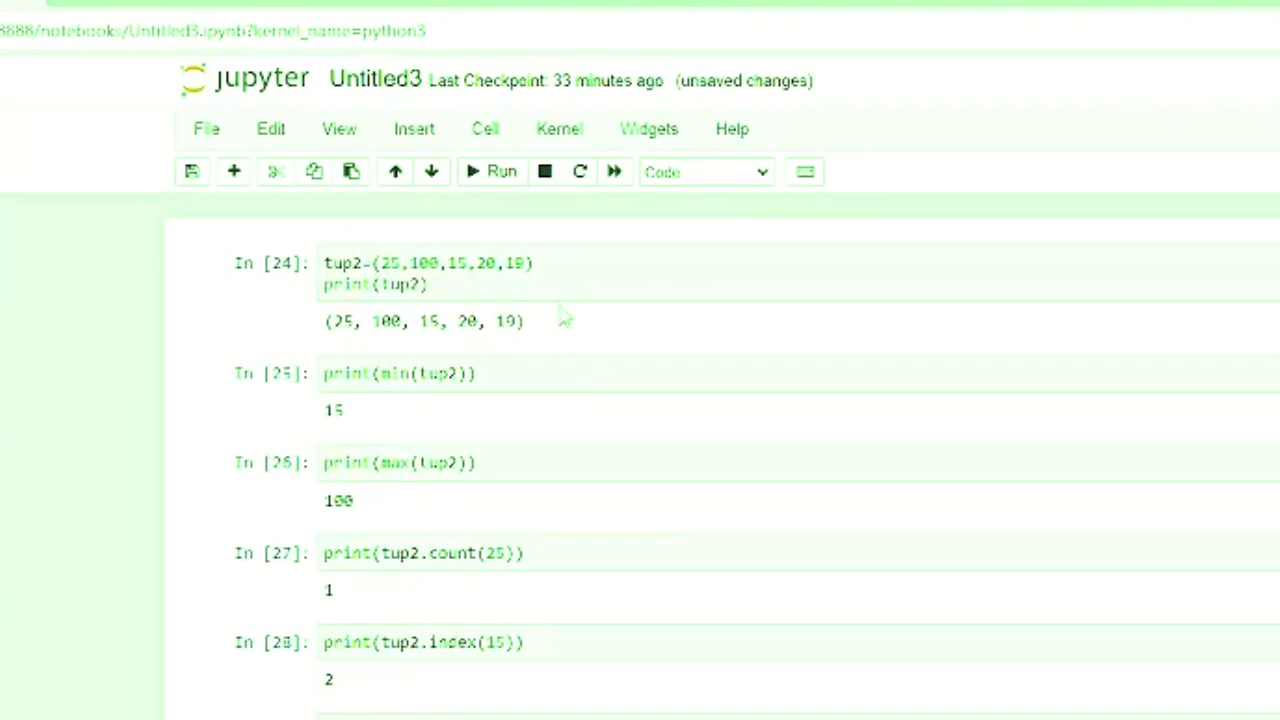 8888/notebooks/Untitled3.ipynb?kernel_name=python3
jupyter Untitled3 Last Checkpoint: 33 minutes ago (unsaved changes)
File Edit View Insert Cell Kernel Widgets Help
Run Code
In [24]: tup2=(25,100,15,20,19)
print(tup2)
(25, 100, 15, 20, 19)
In [25]: print(min(tup2))
15
In [26]: print(max(tup2))
100
In [27]: print(tup2.count(25))
1
In [28]: print(tup2.index(15))
2